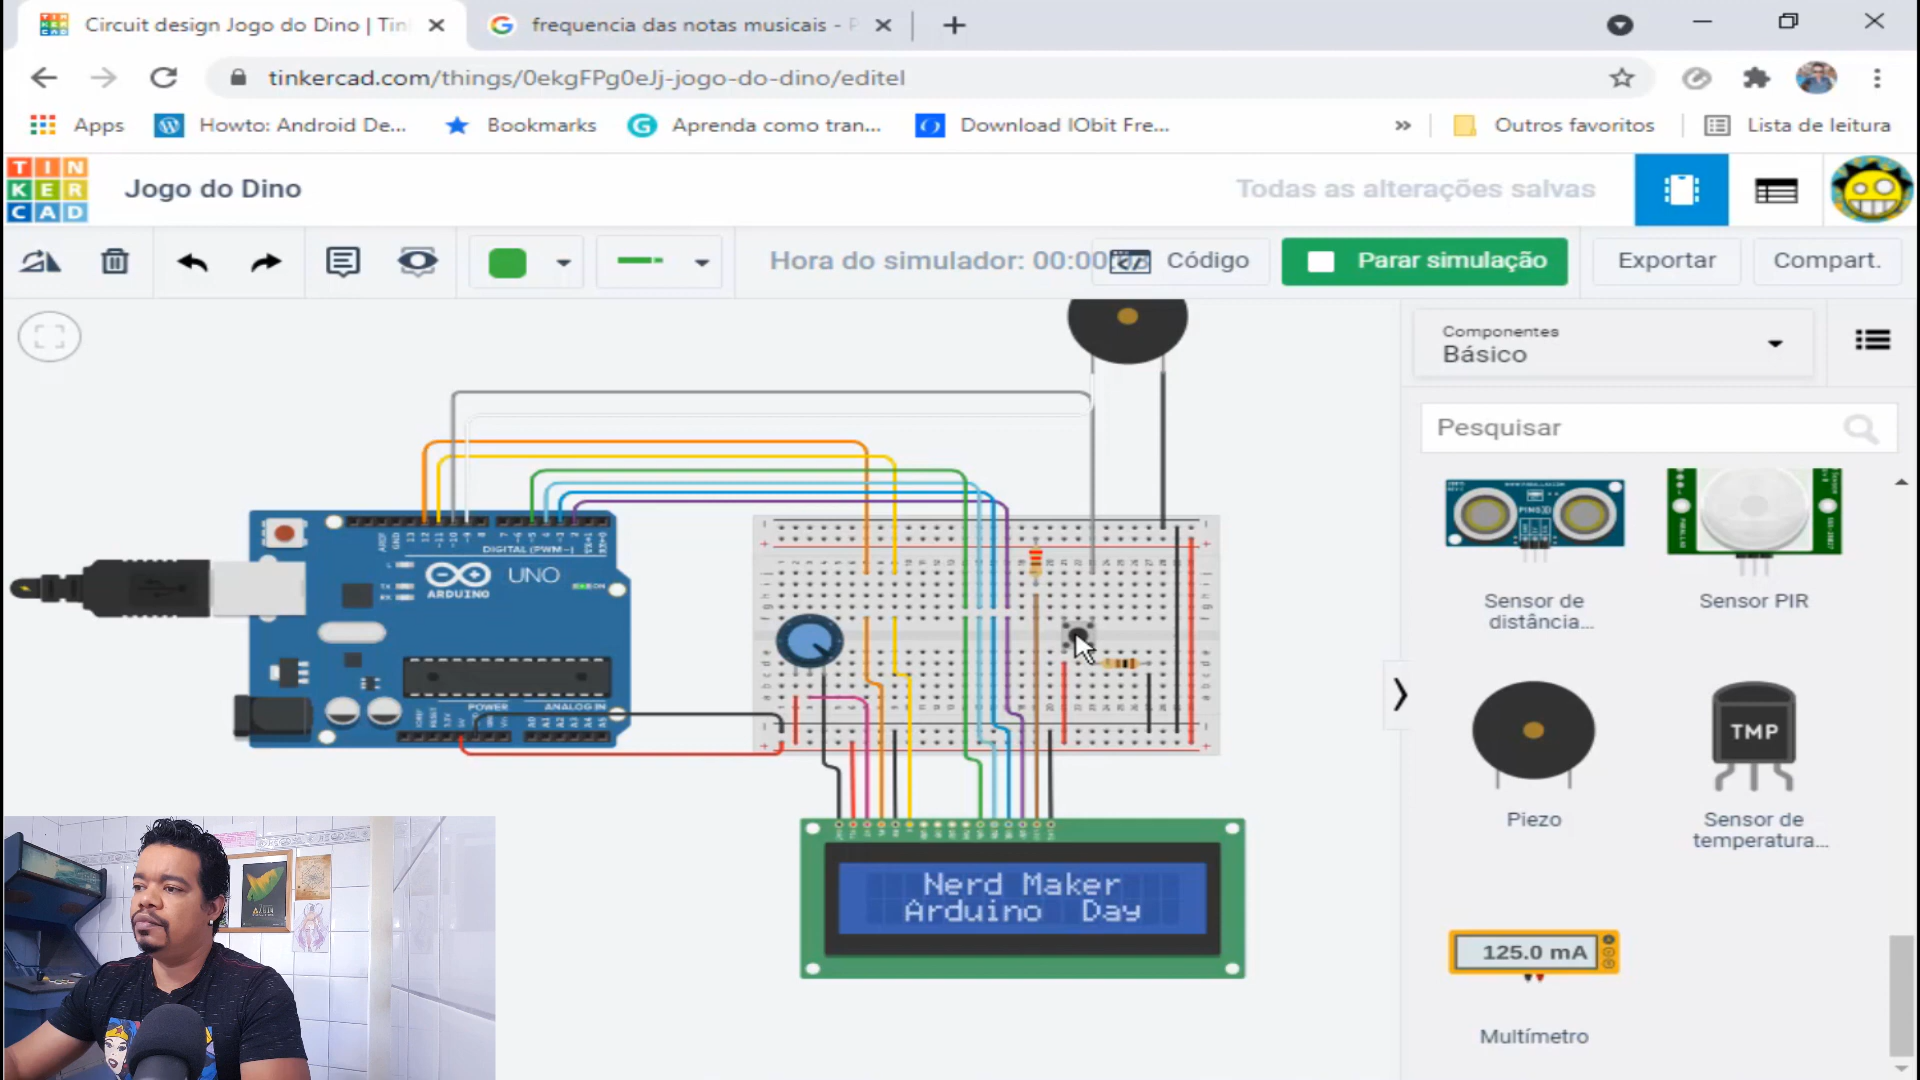 Circuit design Jogo do Dino | Tin
frequencia das notas musicais - P
tinkercad.com/things/0ekgFPg0eJj-jogo-do-dino/editel
Apps
Howto: Android De...
Bookmarks
Aprenda como tran...
Download IObit Fre...
»
Outros favoritos
Lista de leitura
TIN
KER
CAD
Jogo do Dino
Todas as alterações salvas
Hora do simulador: 00:00
Código
Parar simulação
Exportar
Compart.
Componentes
Básico
Pesquisar
Sensor de
distância...
Sensor PIR
DIGITAL (PWM~)
UNO
ARDUINO
POWER
ANALOG IN
TMP
Piezo
Sensor de
temperatura...
Nerd Maker
Arduino Day
125.0 mA
Multímetro